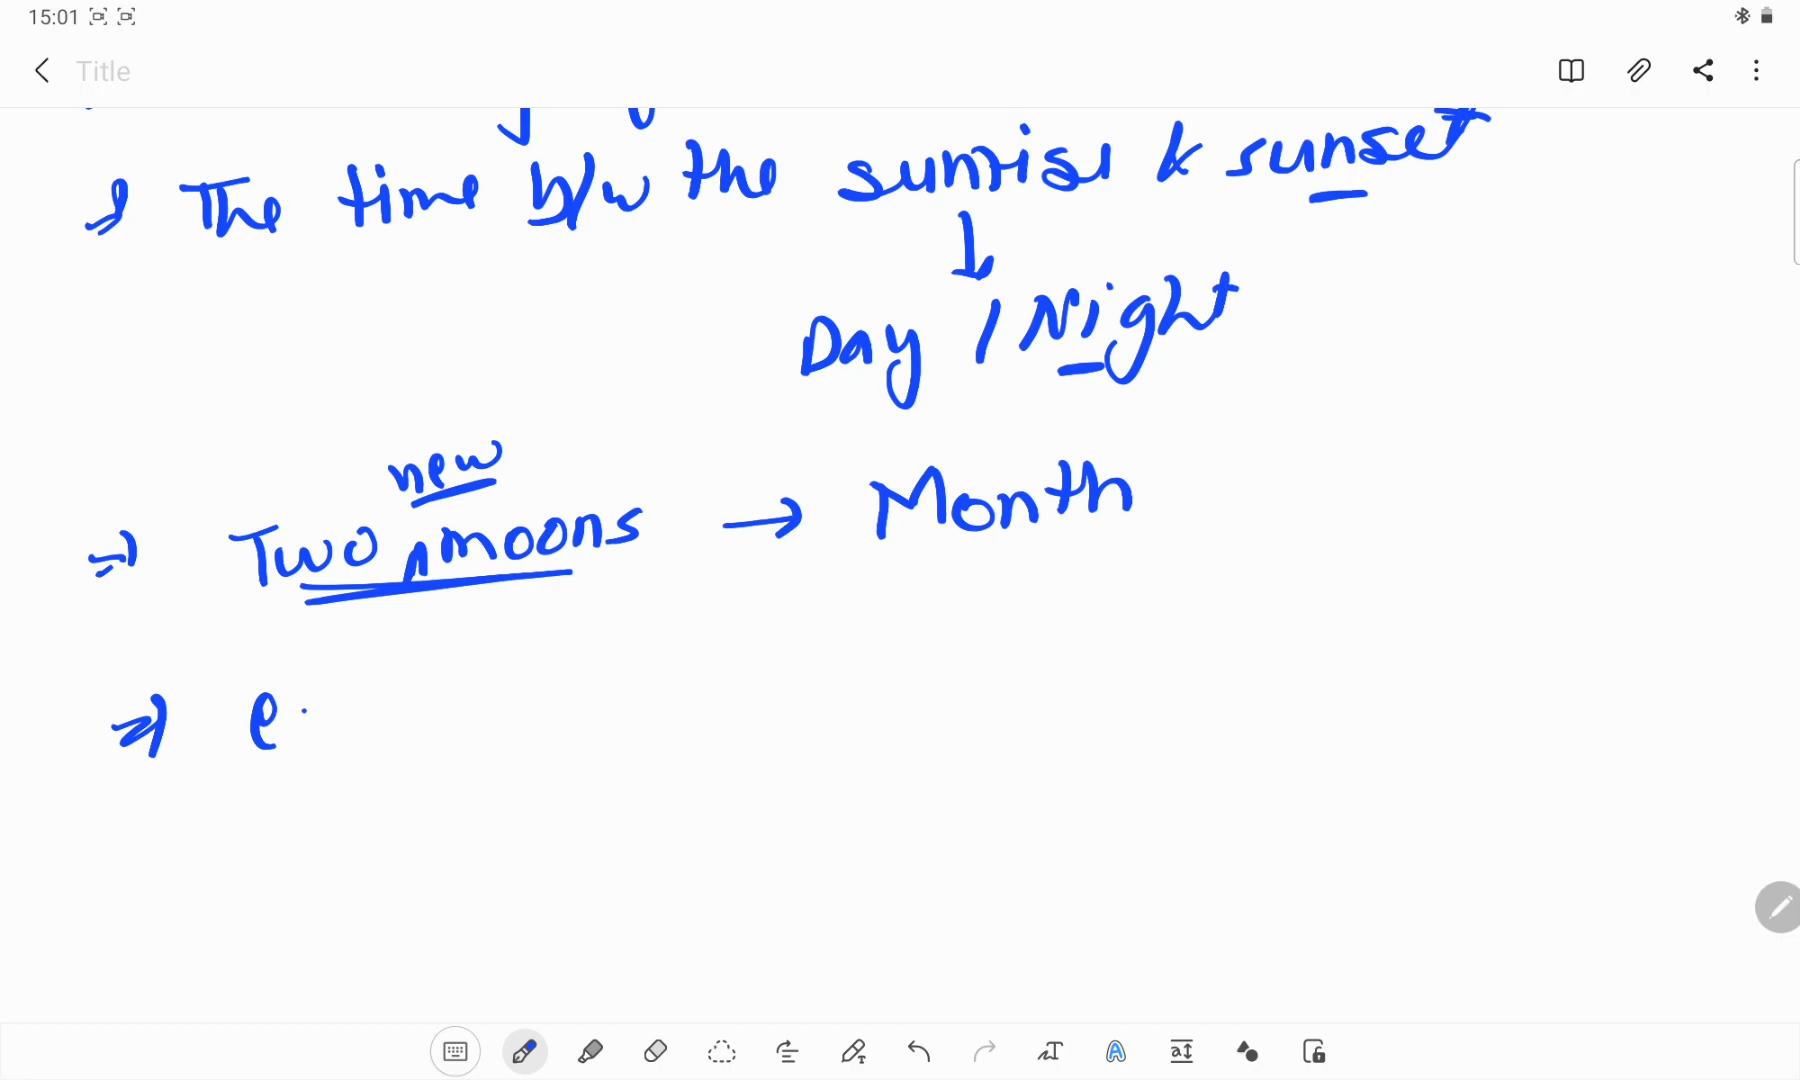 15:01
Title
The time b/w the sunrise & sunset
Day / Night
new
Two ^ moons → Month
⇒ e